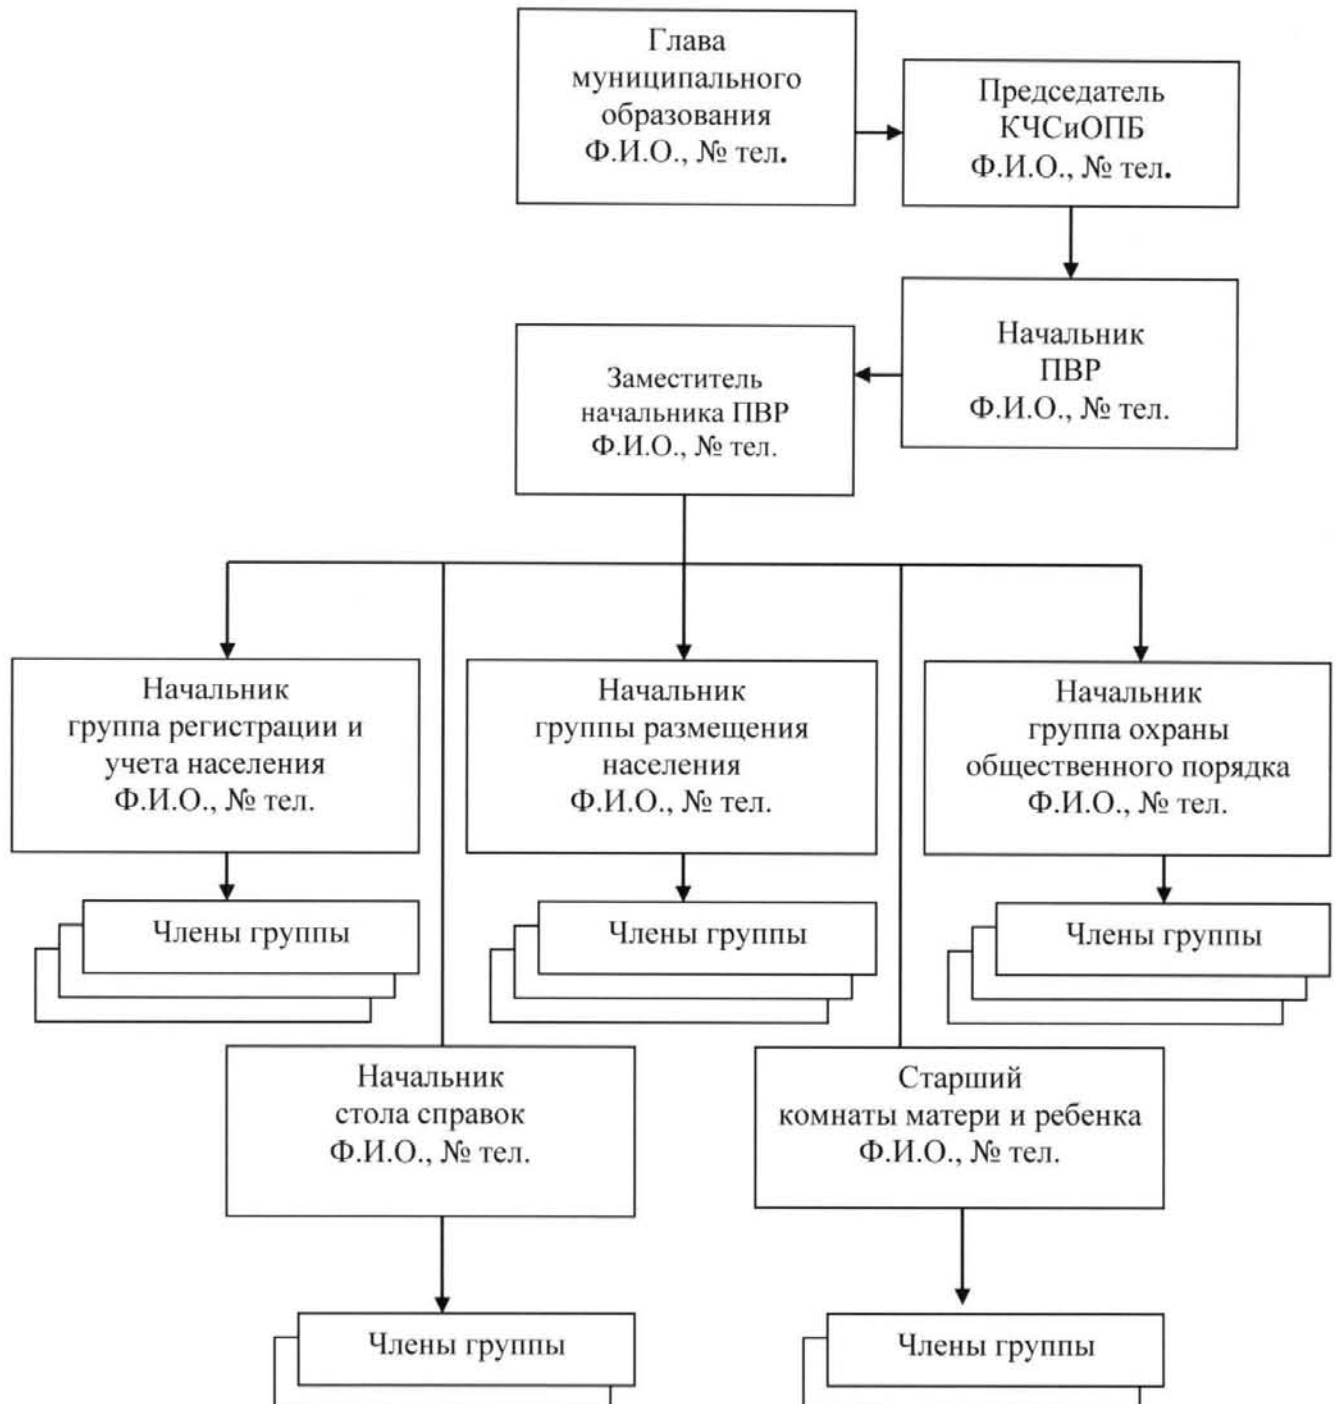 Глава
муниципального
образования
Ф.И.О., № тел.
Председатель
КЧСиОПБ
Ф.И.О., № тел.
Начальник
ПВР
Ф.И.О., № тел.
Заместитель
начальника ПВР
Ф.И.О., № тел.
Начальник
группа регистрации и
учета населения
Ф.И.О., № тел.
Начальник
группы размещения
населения
Ф.И.О., № тел.
Начальник
группа охраны
общественного порядка
Ф.И.О., № тел.
Члены группы
Члены группы
Члены группы
Начальник
стола справок
Ф.И.О., № тел.
Старший
комнаты матери и ребенка
Ф.И.О., № тел.
Члены группы
Члены группы